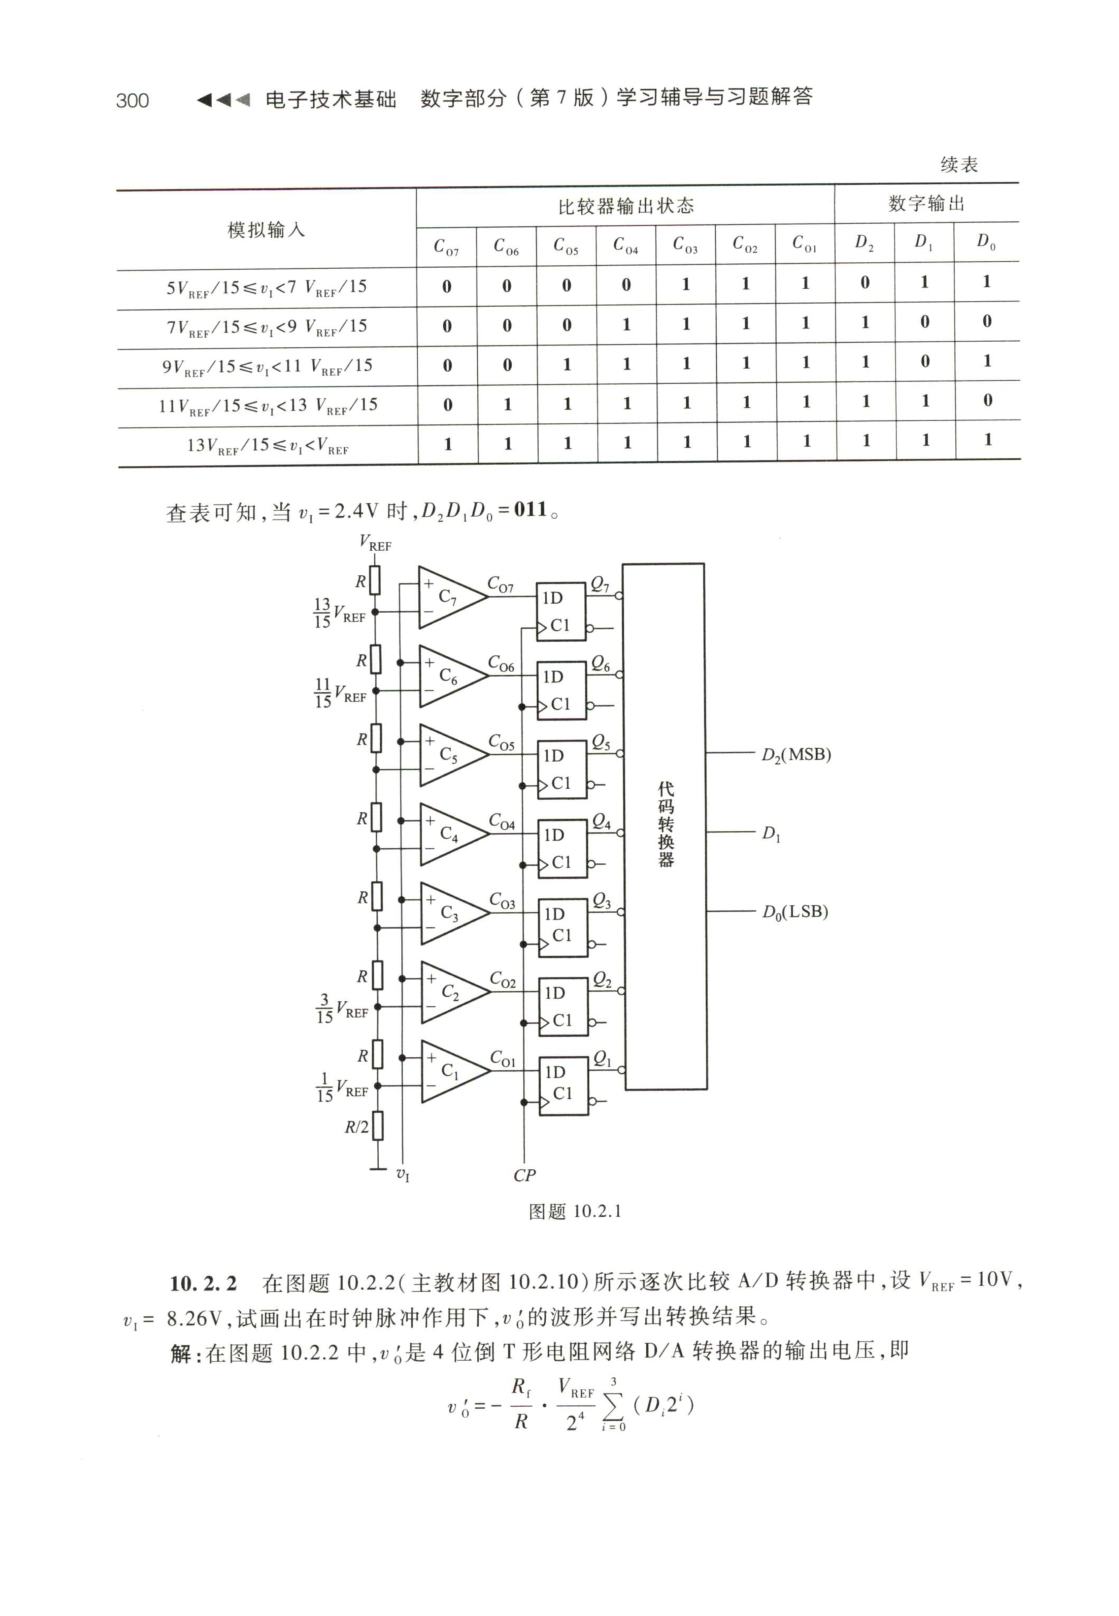 300 ◀◀◀ 电子技术基础 数字部分(第7版)学习辅导与习题解答
续表
模拟输入 比较器输出状态 数字输出
C_O7 C_O6 C_O5 C_O4 C_O3 C_O2 C_O1 D_2 D_1 D_0
5V_REF/15≤v_I<7 V_REF/15 0 0 0 0 1 1 1 0 1 1
7V_REF/15≤v_I<9 V_REF/15 0 0 0 1 1 1 1 1 0 0
9V_REF/15≤v_I<11 V_REF/15 0 0 1 1 1 1 1 1 0 1
11V_REF/15≤v_I<13 V_REF/15 0 1 1 1 1 1 1 1 1 0
13V_REF/15≤v_I<V_REF 1 1 1 1 1 1 1 1 1 1
查表可知,当 v_I=2.4V 时,D_2D_1D_0=011。
V_REF
R + C_7 − C_O7 1D C1 Q_7
13/15 V_REF
R + C_6 − C_O6 1D C1 Q_6
11/15 V_REF
R + C_5 − C_O5 1D C1 Q_5
D_2(MSB)
R + C_4 − C_O4 1D C1 Q_4
代码转换器
D_1
R + C_3 − C_O3 1D C1 Q_3
D_0(LSB)
R + C_2 − C_O2 1D C1 Q_2
3/15 V_REF
R + C_1 − C_O1 1D C1 Q_1
1/15 V_REF
R/2
v_I CP
图题 10.2.1
10.2.2 在图题 10.2.2(主教材图 10.2.10)所示逐次比较 A/D 转换器中,设 V_REF=10V,
v_I= 8.26V,试画出在时钟脉冲作用下,v′_O的波形并写出转换结果。
解:在图题 10.2.2 中,v′_O是 4 位倒 T 形电阻网络 D/A 转换器的输出电压,即
v′_O=−R_f/R·V_REF/2^4 ∑_{i=0}^{3}(D_i2^i)